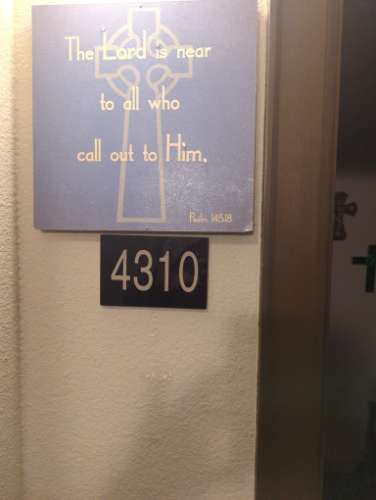 The Lord is near
to all who
call out to Him.
Psalm 145:18
4310